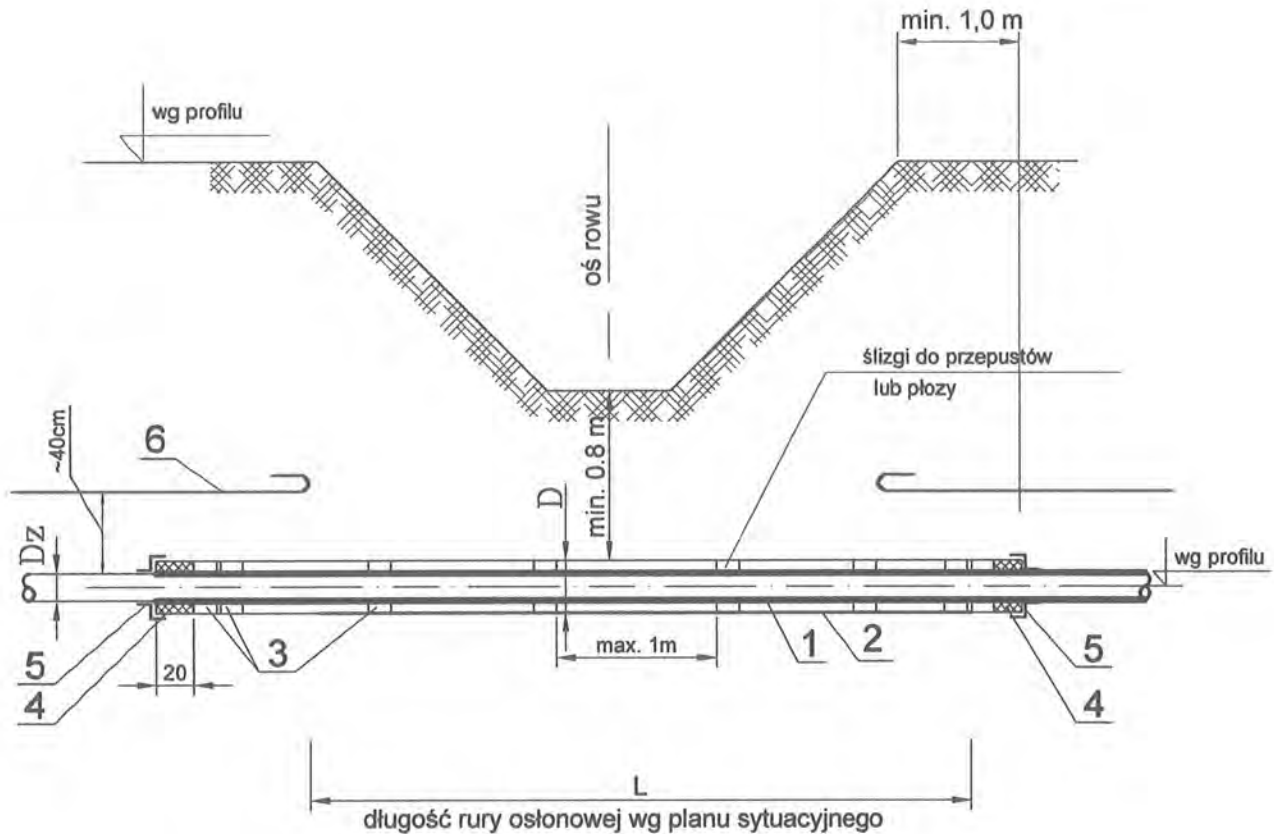 min. 1,0 m
wg profilu
oś rowu
ślizgi do przepustów
lub płozy
~40cm
6
min. 0.8 m
D
Dz
wg profilu
5
4
3
20
max. 1m
1
2
5
4
L
długość rury osłonowej wg planu sytuacyjnego